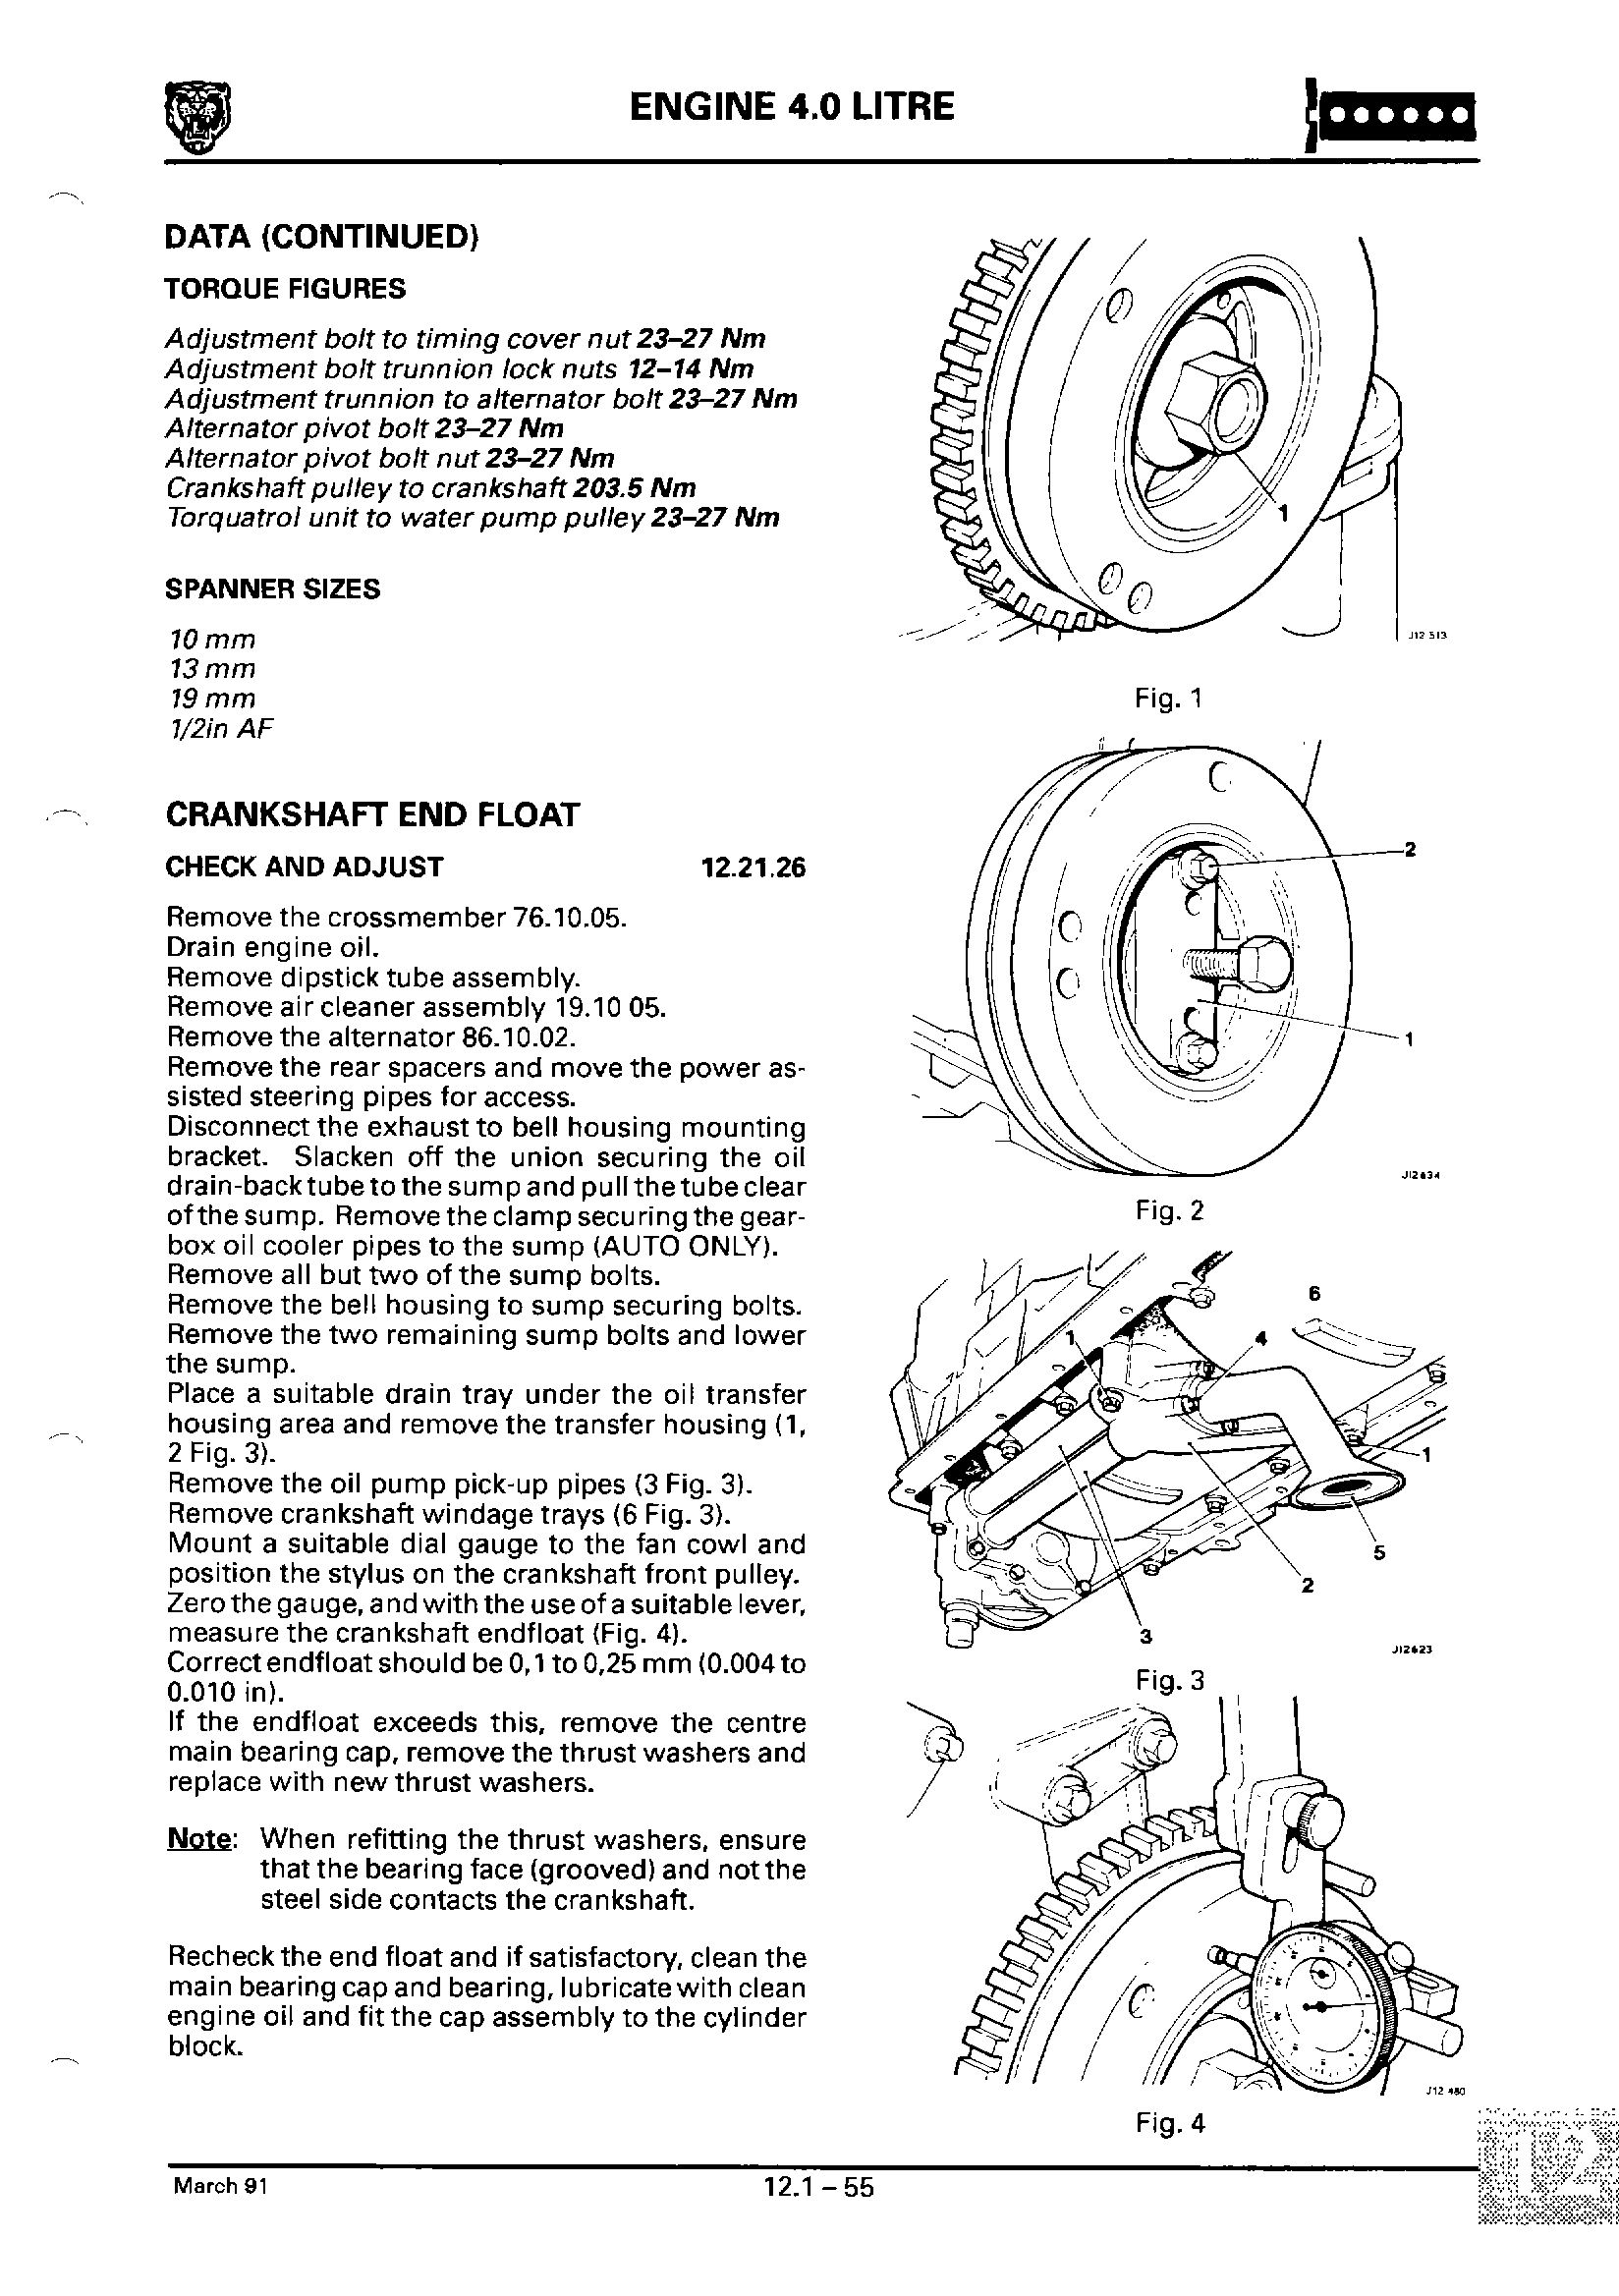 ENGINE 4.0 LITRE
DATA (CONTINUED)
TORQUE FIGURES
Adjustment bolt to timing cover nut 23–27 Nm
Adjustment bolt trunnion lock nuts 12–14 Nm
Adjustment trunnion to alternator bolt 23–27 Nm
Alternator pivot bolt 23–27 Nm
Alternator pivot bolt nut 23–27 Nm
Crankshaft pulley to crankshaft 203.5 Nm
Torquatrol unit to water pump pulley 23–27 Nm
SPANNER SIZES
10 mm
13 mm
19 mm
1/2in AF
CRANKSHAFT END FLOAT
CHECK AND ADJUST 12.21.26
Remove the crossmember 76.10.05.
Drain engine oil.
Remove dipstick tube assembly.
Remove air cleaner assembly 19.10 05.
Remove the alternator 86.10.02.
Remove the rear spacers and move the power as-
sisted steering pipes for access.
Disconnect the exhaust to bell housing mounting
bracket. Slacken off the union securing the oil
drain-back tube to the sump and pull the tube clear
of the sump. Remove the clamp securing the gear-
box oil cooler pipes to the sump (AUTO ONLY).
Remove all but two of the sump bolts.
Remove the bell housing to sump securing bolts.
Remove the two remaining sump bolts and lower
the sump.
Place a suitable drain tray under the oil transfer
housing area and remove the transfer housing (1,
2 Fig. 3).
Remove the oil pump pick-up pipes (3 Fig. 3).
Remove crankshaft windage trays (6 Fig. 3).
Mount a suitable dial gauge to the fan cowl and
position the stylus on the crankshaft front pulley.
Zero the gauge, and with the use of a suitable lever,
measure the crankshaft endfloat (Fig. 4).
Correct endfloat should be 0,1 to 0,25 mm (0.004 to
0.010 in).
If the endfloat exceeds this, remove the centre
main bearing cap, remove the thrust washers and
replace with new thrust washers.
Note: When refitting the thrust washers, ensure
that the bearing face (grooved) and not the
steel side contacts the crankshaft.
Recheck the end float and if satisfactory, clean the
main bearing cap and bearing, lubricate with clean
engine oil and fit the cap assembly to the cylinder
block.
1
J12 513
Fig. 1
2
1
J12634
Fig. 2
6
1
4
1
5
2
3
J12623
Fig. 3
J12 480
Fig. 4
March 91
12.1 – 55
12